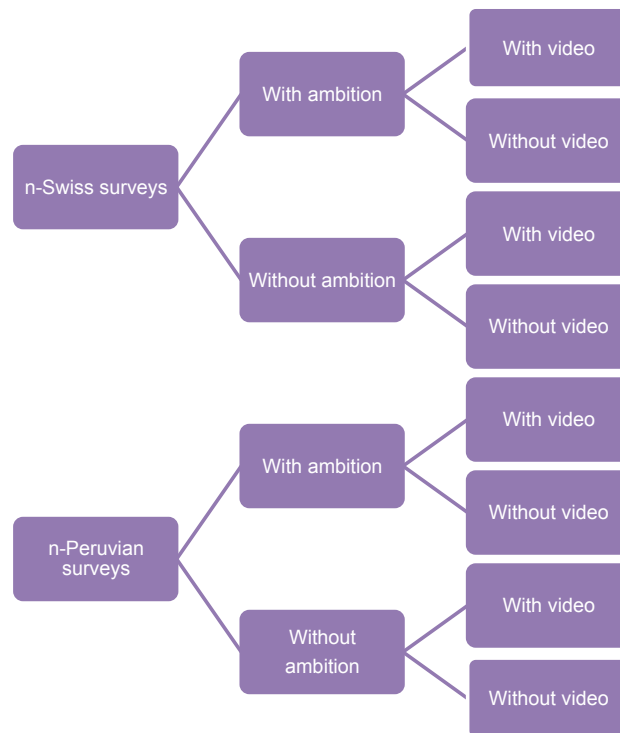 With video
With ambition
Without video
n-Swiss surveys
With video
Without ambition
Without video
With video
With ambition
Without video
n-Peruvian
surveys
With video
Without
ambition
Without video